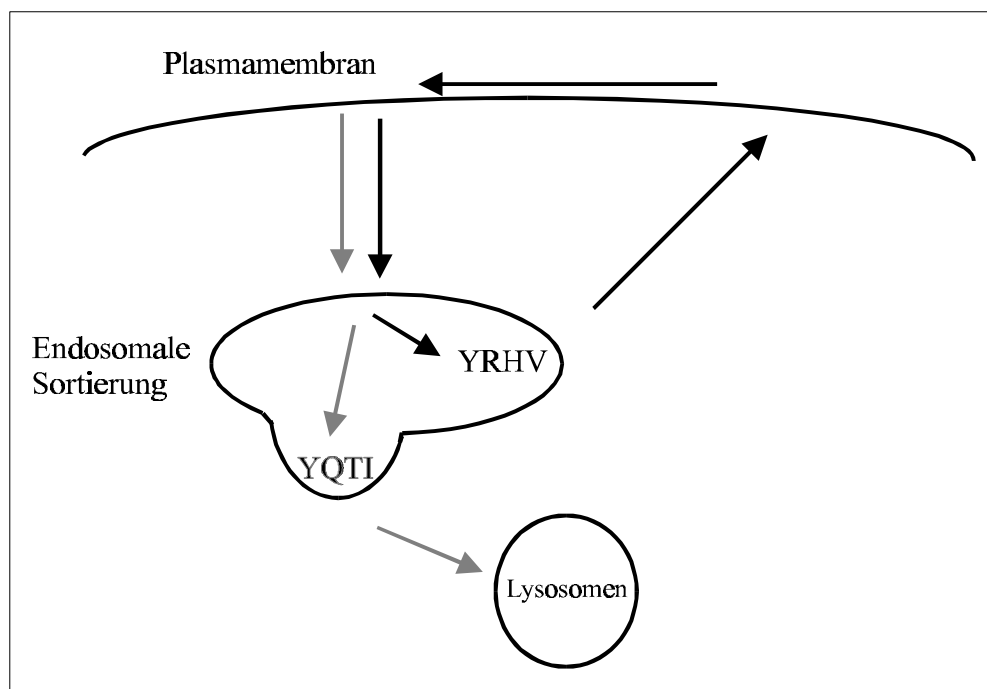 Plasmamembran
Endosomale
Sortierung
YRHV
YQTI
Lysosomen